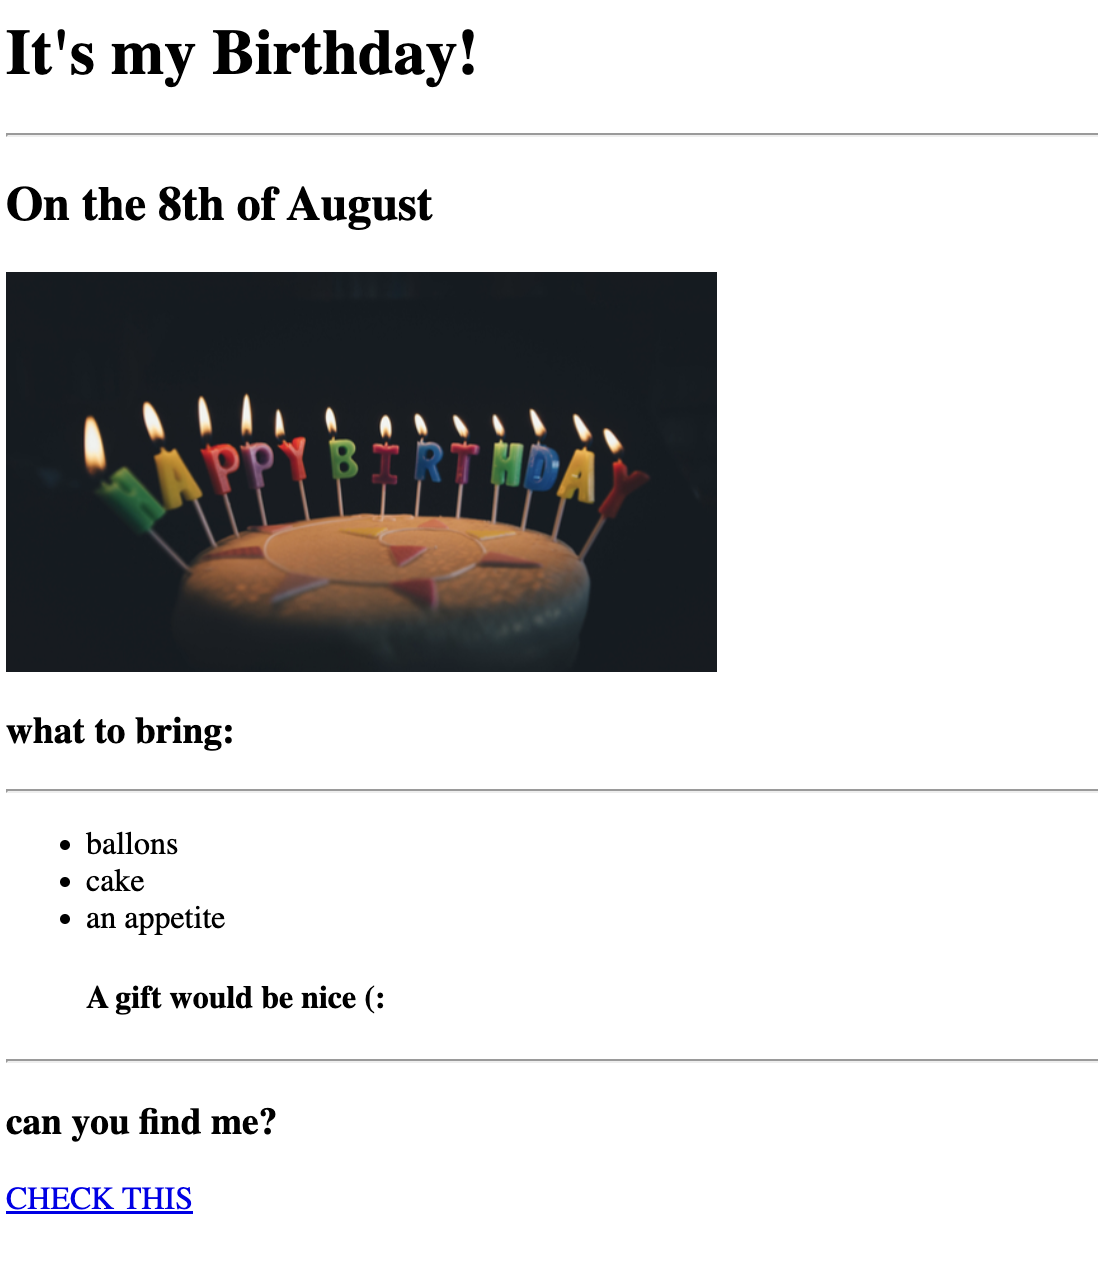 It's my Birthday!
On the 8th of August
HAPPY BIRTHDAY
what to bring:
ballons
cake
an appetite
A gift would be nice (:
can you find me?
CHECK THIS